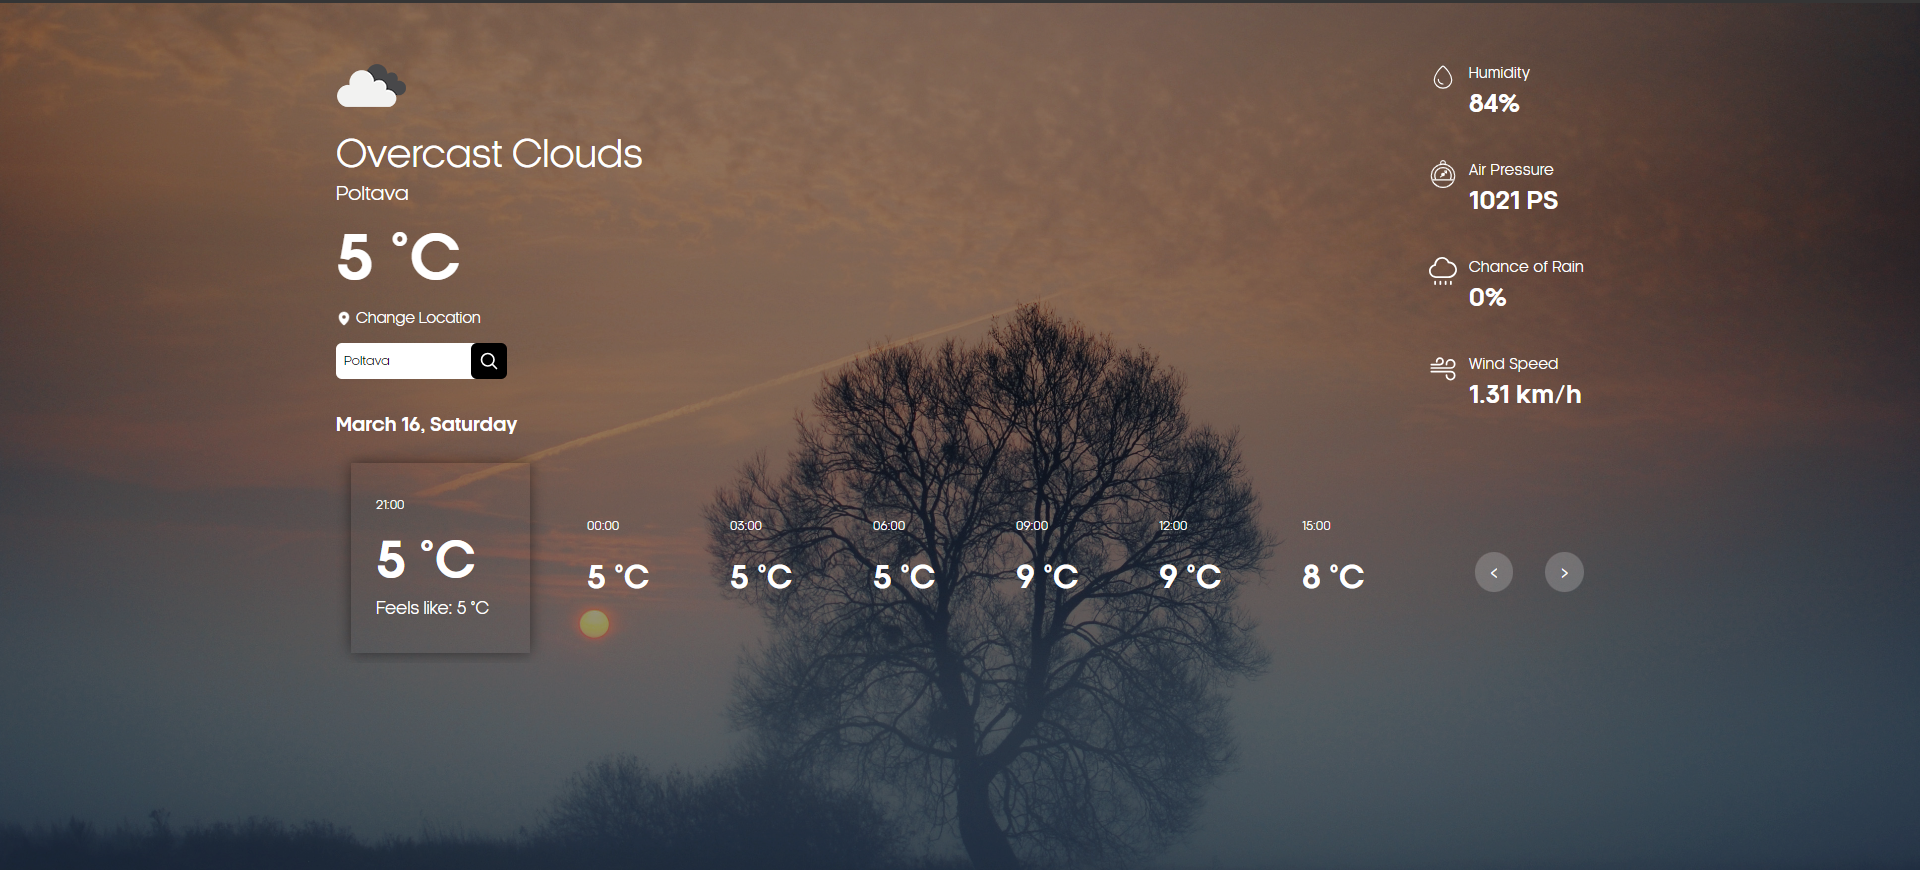 Overcast Clouds
Poltava
5 °C
Change Location
Poltava
March 16, Saturday
Humidity
84%
Air Pressure
1021 PS
Chance of Rain
0%
Wind Speed
1.31 km/h
21:00
5 °C
Feels like: 5 °C
00:00
5 °C
03:00
5 °C
06:00
5 °C
09:00
9 °C
12:00
9 °C
15:00
8 °C